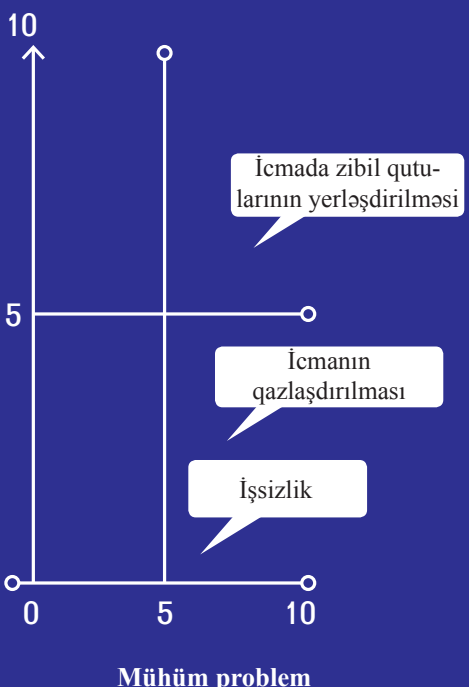 10
İcmada zibil qutu-
larının yerləşdirilməsi
5
İcmanın
qazlaşdırılması
İşsizlik
0 5 10
Mühüm problem